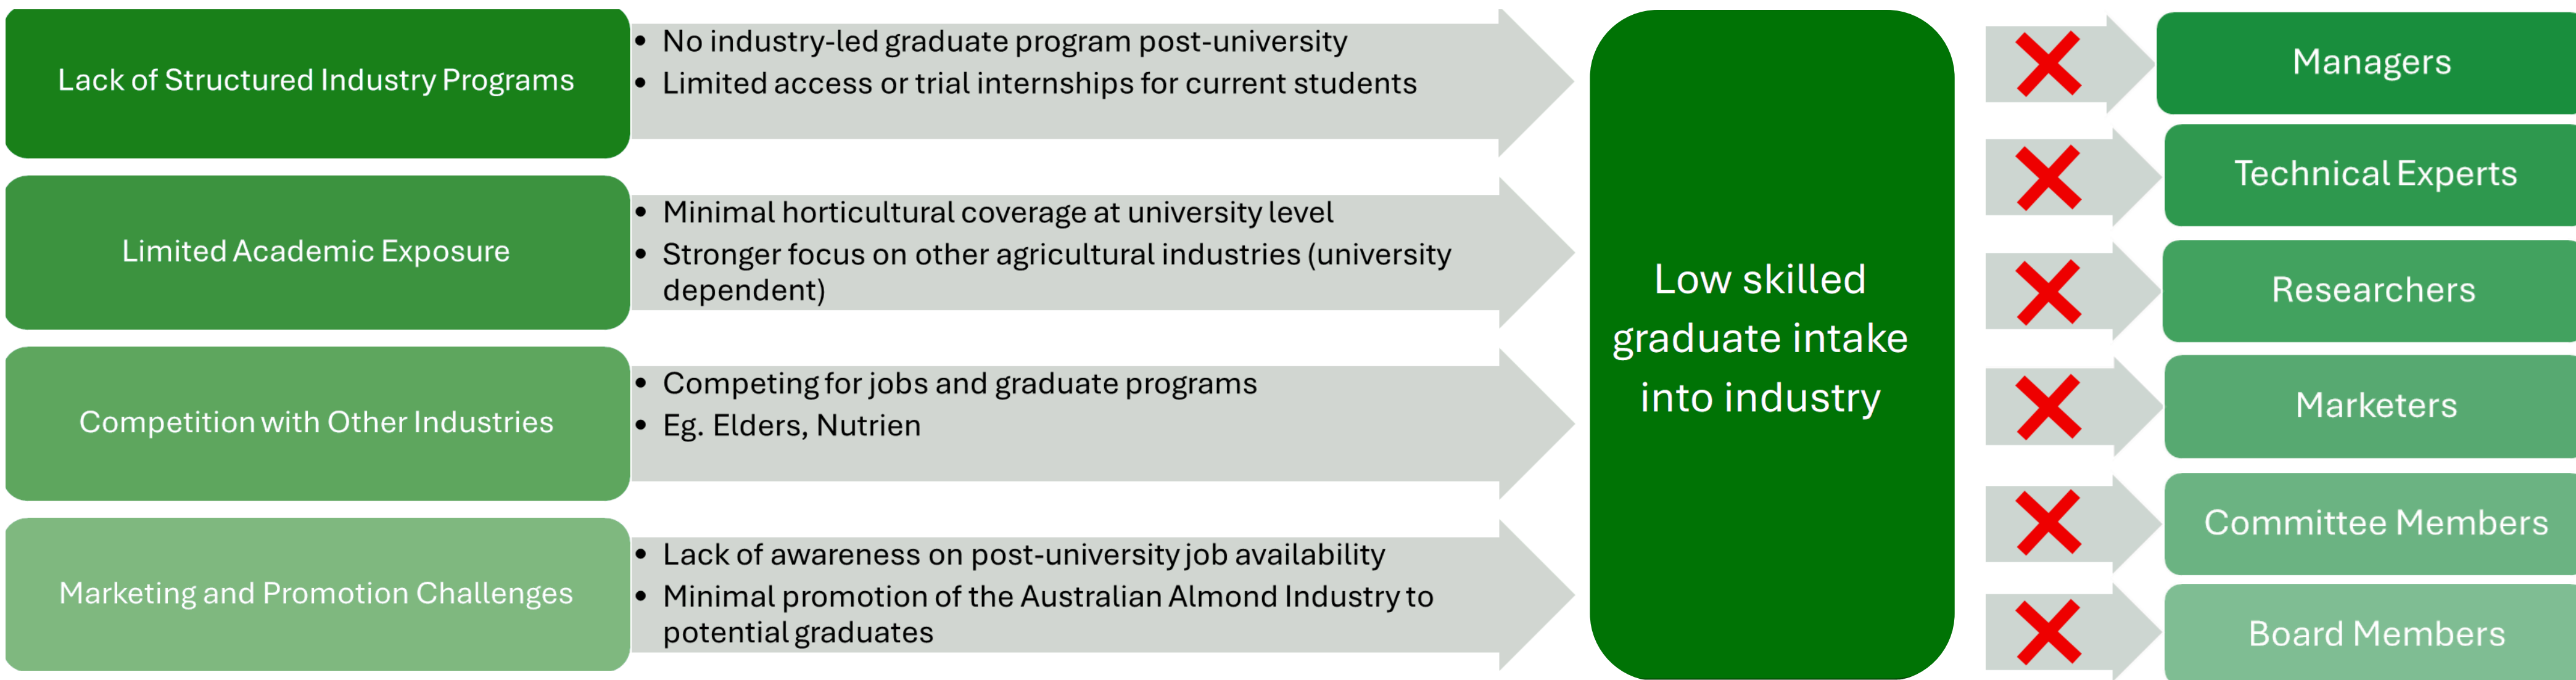 Lack of Structured Industry Programs
• No industry-led graduate program post-university
• Limited access or trial internships for current students
Limited Academic Exposure
• Minimal horticultural coverage at university level
• Stronger focus on other agricultural industries (university
dependent)
Competition with Other Industries
• Competing for jobs and graduate programs
• Eg. Elders, Nutrien
Marketing and Promotion Challenges
• Lack of awareness on post-university job availability
• Minimal promotion of the Australian Almond Industry to
potential graduates
Low skilled
graduate intake
into industry
Managers
Technical Experts
Researchers
Marketers
Committee Members
Board Members